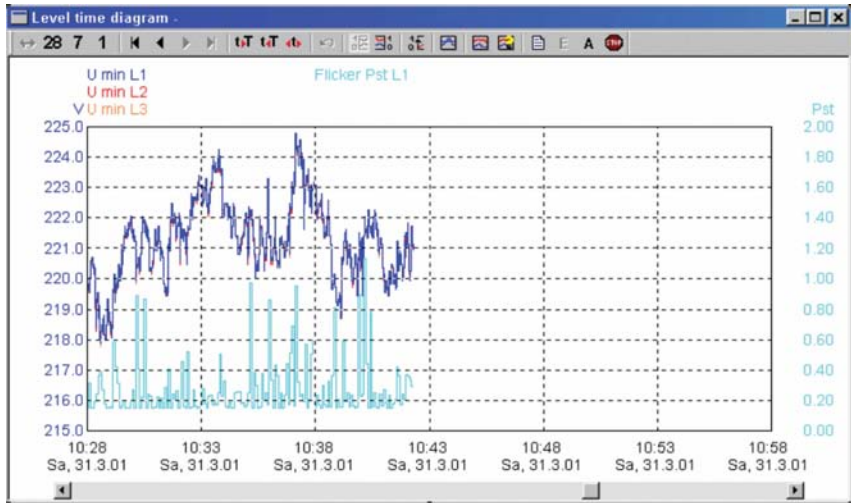 Level time diagram -
28 7 1 t₀T t₄T E A STOP
U min L1 Flicker Pst L1
U min L2
V U min L3 Pst
225.0 2.00
224.0 1.80
223.0 1.60
222.0 1.40
221.0 1.20
220.0 1.00
219.0 0.80
218.0 0.60
217.0 0.40
216.0 0.20
215.0 0.00
10:28 10:33 10:38 10:43 10:48 10:53 10:58
Sa, 31.3.01 Sa, 31.3.01 Sa, 31.3.01 Sa, 31.3.01 Sa, 31.3.01 Sa, 31.3.01 Sa, 31.3.01